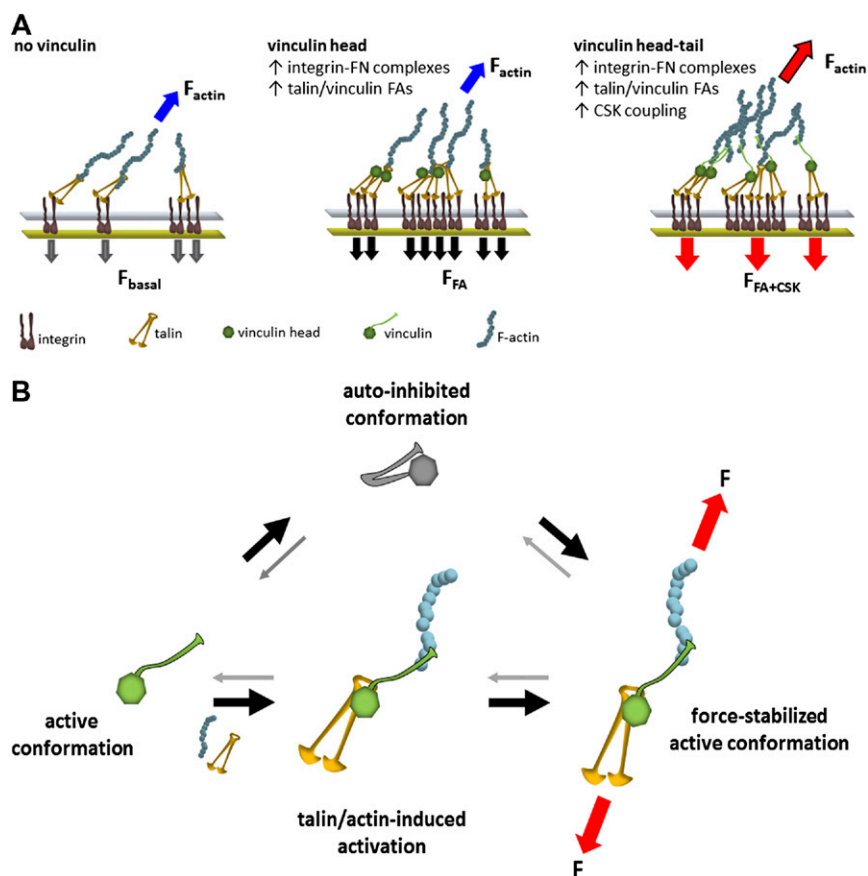 A
no vinculin
F actin
F basal
vinculin head
↑ integrin-FN complexes
↑ talin/vinculin FAs
F actin
F FA
vinculin head-tail
↑ integrin-FN complexes
↑ talin/vinculin FAs
↑ CSK coupling
F actin
F FA+CSK
integrin
talin
vinculin head
vinculin
F-actin
B
auto-inhibited
conformation
F
active
conformation
talin/actin-induced
activation
force-stabilized
active conformation
F